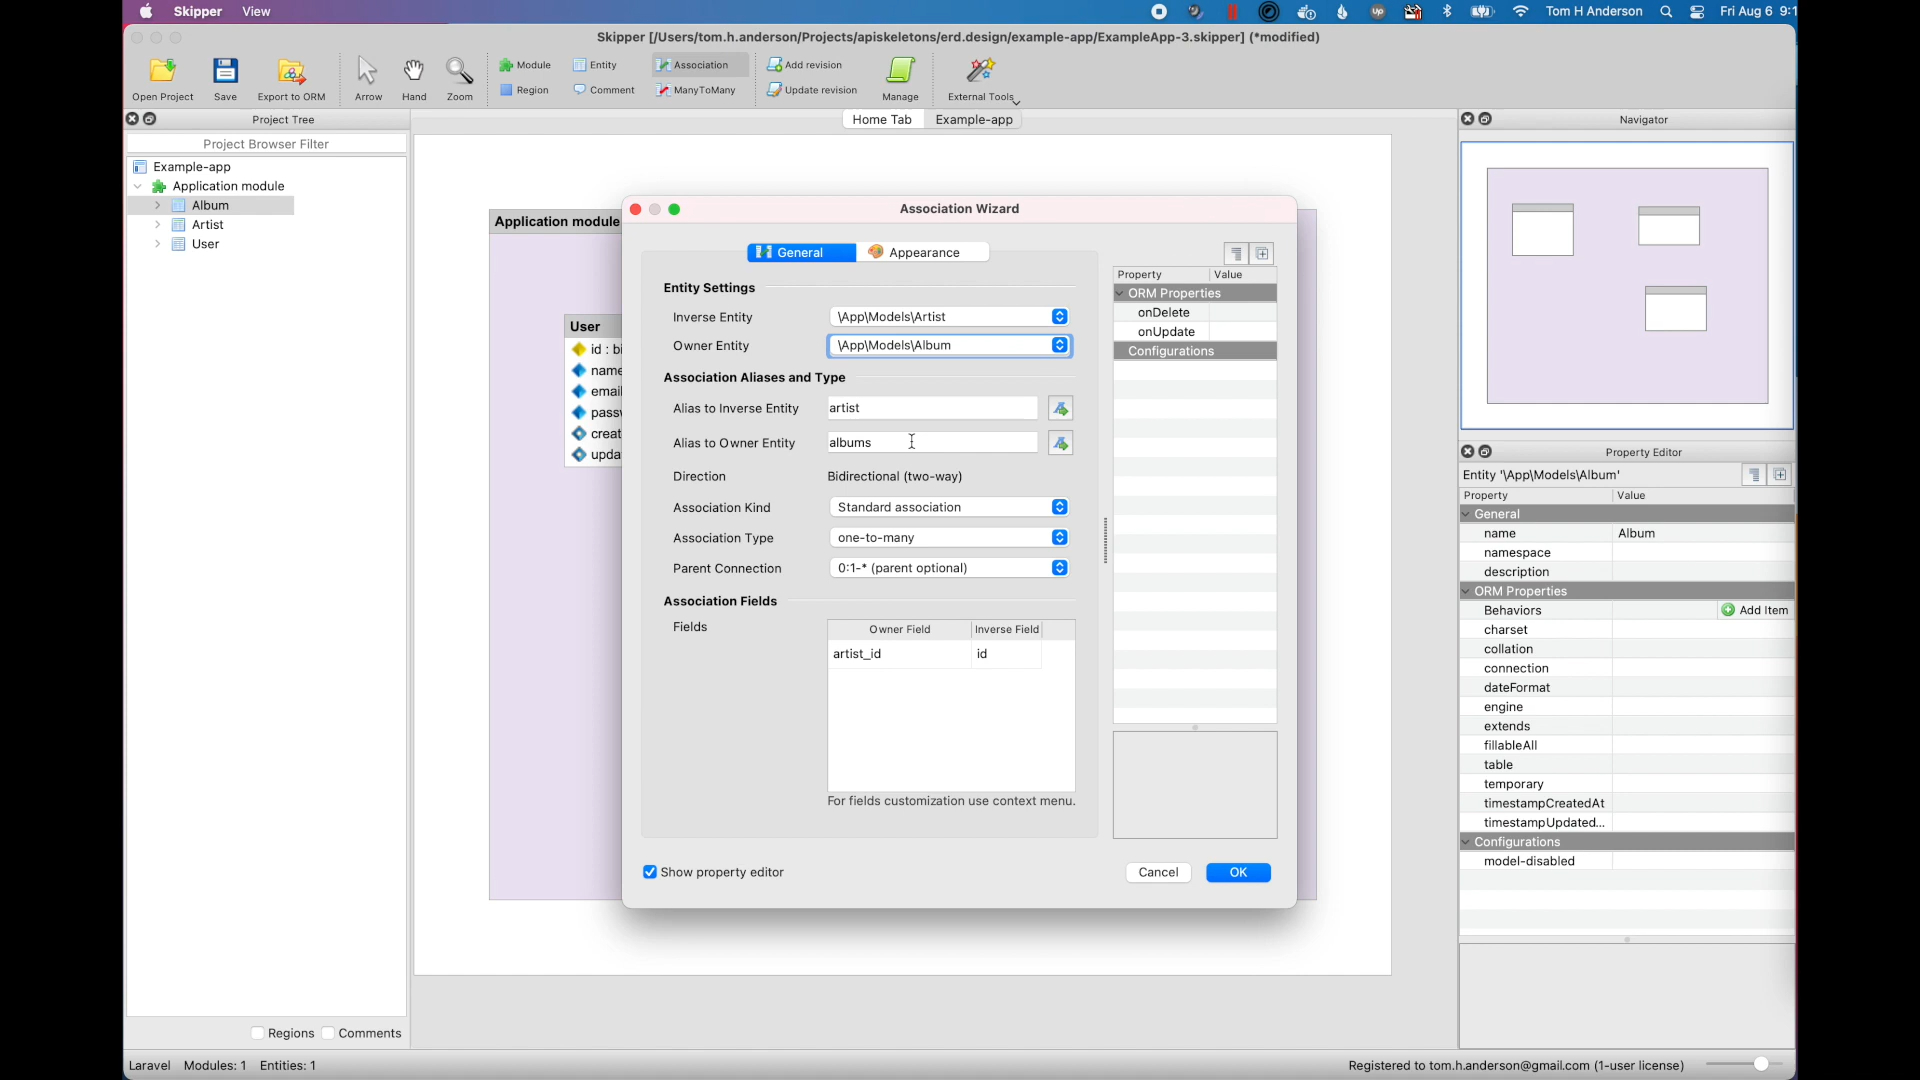 Skipper View
Tom H Anderson Fri Aug 6 9:1
Skipper [/Users/tom.h.anderson/Projects/apiskeletons/erd.design/example-app/ExampleApp-3.skipper] (*modified)
Module Entity Association Add revision
Region Comment ManyToMany Update revision
Open Project Save Export to ORM Arrow Hand Zoom Manage External Tools
Project Tree
Home Tab Example-app
Navigator
Project Browser Filter
Example-app
Application module
Album
Artist
User
Application module
User
id : bi
name
email
passv
creat
upda
Association Wizard
General Appearance
Entity Settings
Inverse Entity \App\Models\Artist
Owner Entity \App\Models\Album
Association Aliases and Type
Alias to Inverse Entity artist
Alias to Owner Entity albums
Direction Bidirectional (two-way)
Association Kind Standard association
Association Type one-to-many
Parent Connection 0:1-* (parent optional)
Association Fields
Fields Owner Field Inverse Field
artist_id id
For fields customization use context menu.
Property Value
ORM Properties
onDelete
onUpdate
Configurations
Show property editor Cancel OK
Property Editor
Entity '\App\Models\Album'
Property Value
General
name Album
namespace
description
ORM Properties
Behaviors Add Item
charset
collation
connection
dateFormat
engine
extends
fillableAll
table
temporary
timestampCreatedAt
timestampUpdated...
Configurations
model-disabled
Regions Comments
Laravel Modules: 1 Entities: 1 Registered to tom.h.anderson@gmail.com (1-user license)